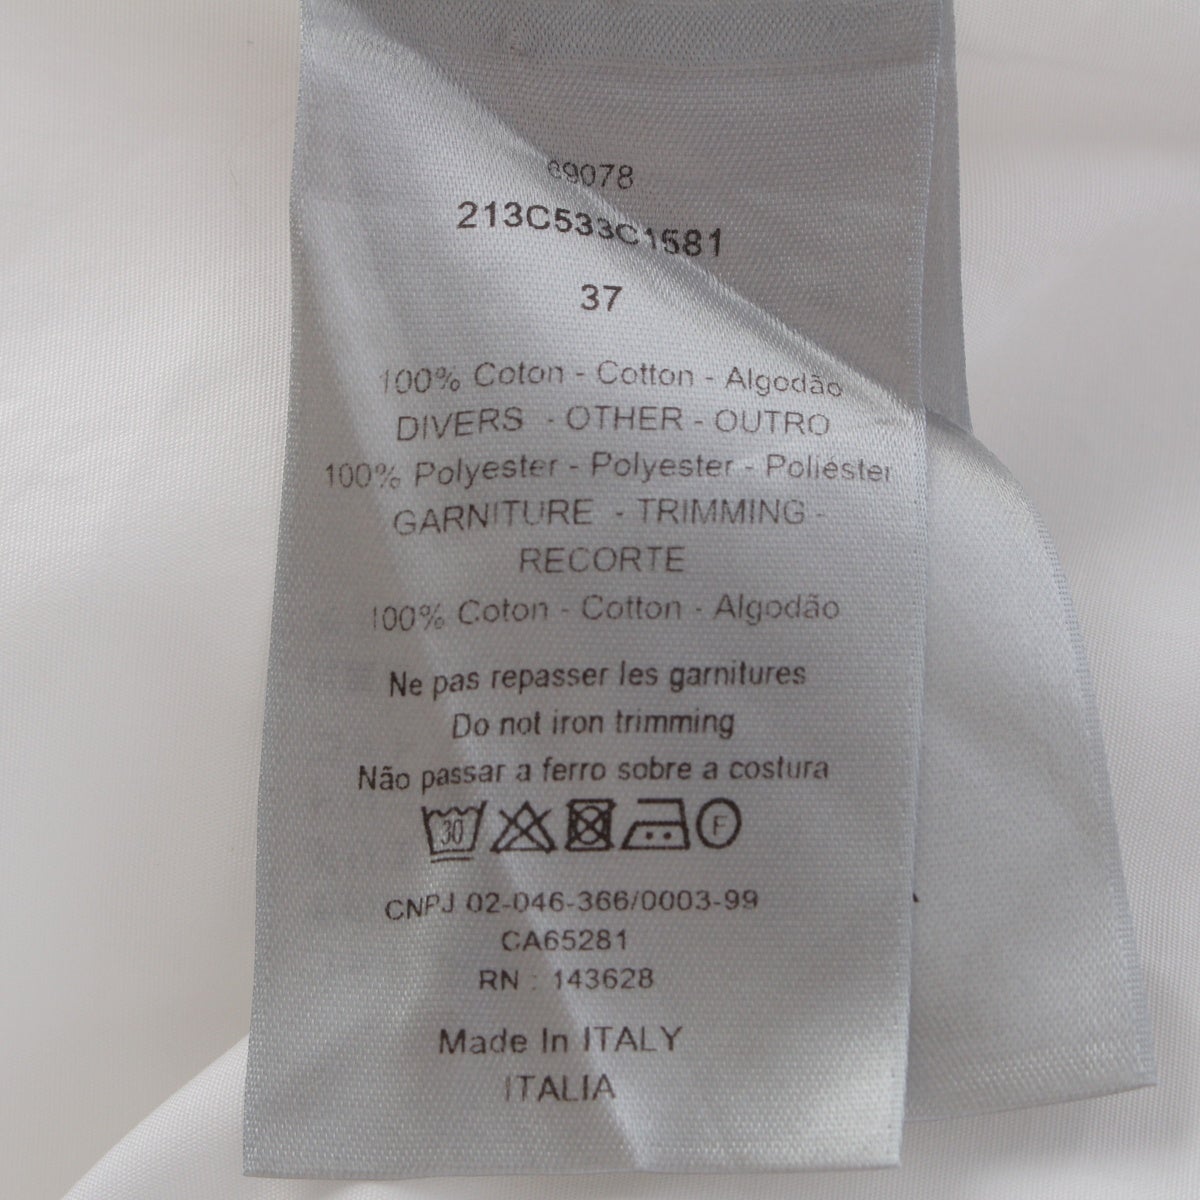 69078
213C533C1581
37
100% Coton - Cotton - Algodão
DIVERS - OTHER - OUTRO
100% Polyester - Polyester - Poliéster
GARNITURE - TRIMMING -
RECORTE
100% Coton - Cotton - Algodão
Ne pas repasser les garnitures
Do not iron trimming
Não passar a ferro sobre a costura
30 F
CNPJ 02-046-366/0003-99
CA65281
RN : 143628
Made In ITALY
ITALIA